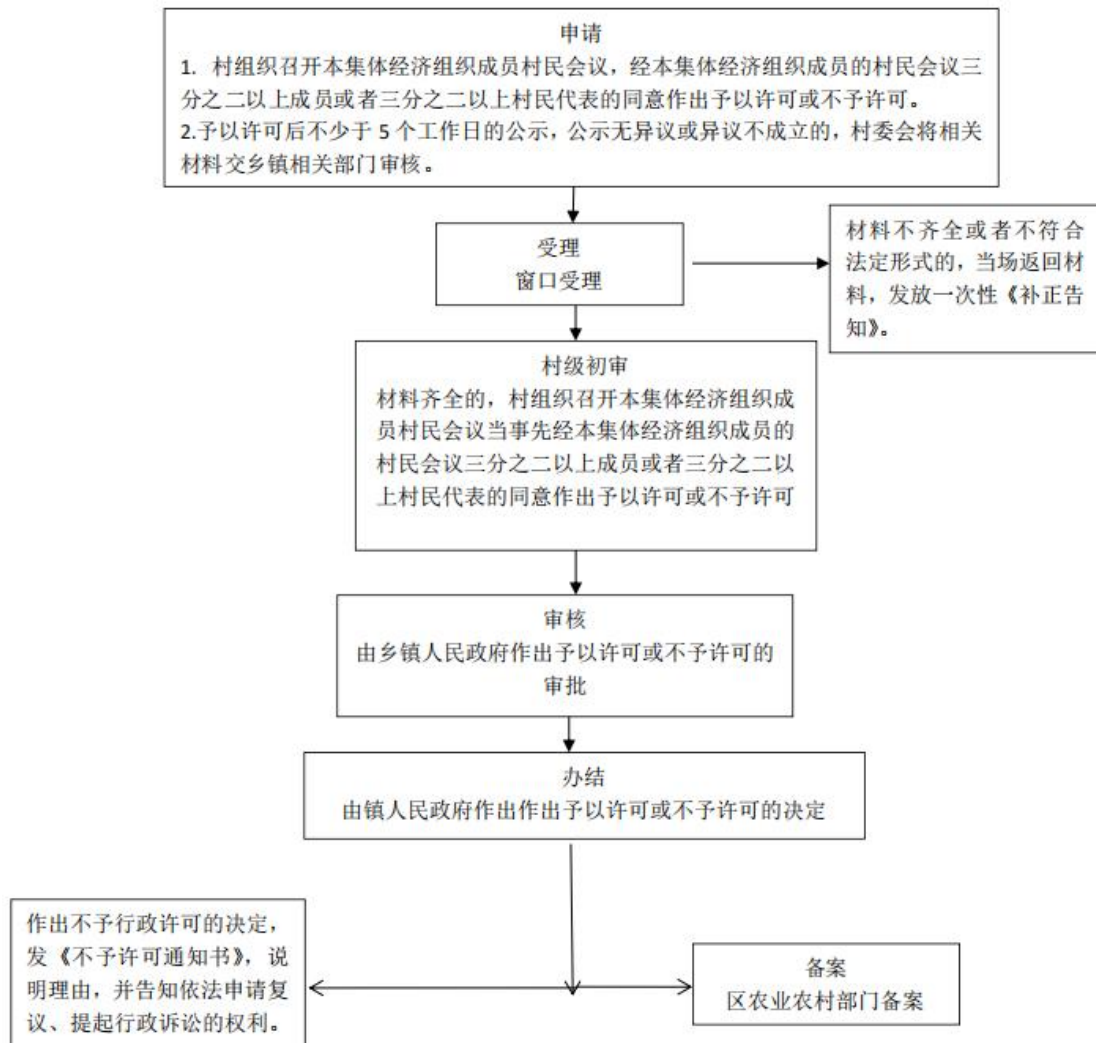 申请
1. 村组织召开本集体经济组织成员村民会议，经本集体经济组织成员的村民会议三
分之二以上成员或者三分之二以上村民代表的同意作出予以许可或不予许可。
2.予以许可后不少于 5 个工作日的公示，公示无异议或异议不成立的，村委会将相关
材料交乡镇相关部门审核。
受理
窗口受理
材料不齐全或者不符合
法定形式的，当场返回材
料，发放一次性《补正告
知》。
村级初审
材料齐全的，村组织召开本集体经济组织成
员村民会议当事先经本集体经济组织成员的
村民会议三分之二以上成员或者三分之二以
上村民代表的同意作出予以许可或不予许可
审核
由乡镇人民政府作出予以许可或不予许可的
审批
办结
由镇人民政府作出作出予以许可或不予许可的决定
作出不予行政许可的决定，
发《不予许可通知书》，说
明理由，并告知依法申请复
议、提起行政诉讼的权利。
备案
区农业农村部门备案